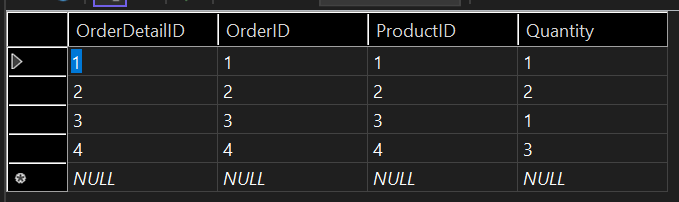 OrderDetailID OrderID ProductID Quantity
1 1 1 1
2 2 2 2
3 3 3 1
4 4 4 3
NULL NULL NULL NULL